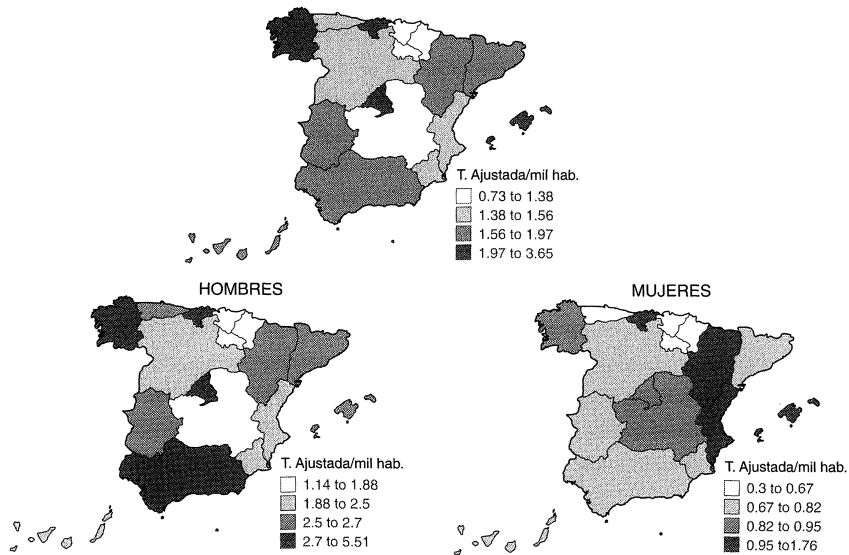 T. Ajustada/mil hab.
0.73 to 1.38
1.38 to 1.56
1.56 to 1.97
1.97 to 3.65
HOMBRES
T. Ajustada/mil hab.
1.14 to 1.88
1.88 to 2.5
2.5 to 2.7
2.7 to 5.51
MUJERES
T. Ajustada/mil hab.
0.3 to 0.67
0.67 to 0.82
0.82 to 0.95
0.95 to1.76